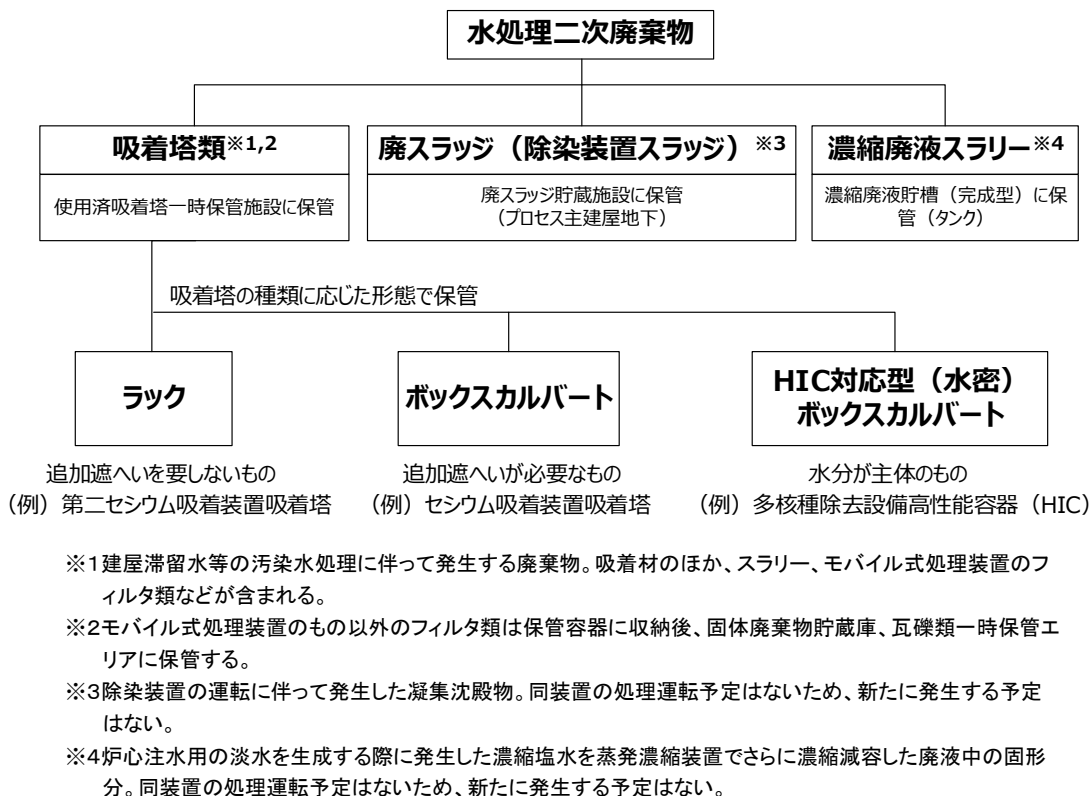 水処理二次廃棄物
吸着塔類※1,2
使用済吸着塔一時保管施設に保管
廃スラッジ（除染装置スラッジ）※3
廃スラッジ貯蔵施設に保管
（プロセス主建屋地下）
濃縮廃液スラリー※4
濃縮廃液貯槽（完成型）に保
管（タンク）
吸着塔の種類に応じた形態で保管
ラック
追加遮へいを要しないもの
（例）第二セシウム吸着装置吸着塔
ボックスカルバート
追加遮へいが必要なもの
（例）セシウム吸着装置吸着塔
HIC対応型（水密）
ボックスカルバート
水分が主体のもの
（例）多核種除去設備高性能容器（HIC）
※1建屋滞留水等の汚染水処理に伴って発生する廃棄物。吸着材のほか、スラリー、モバイル式処理装置のフ
ィルタ類などが含まれる。
※2モバイル式処理装置のもの以外のフィルタ類は保管容器に収納後、固体廃棄物貯蔵庫、瓦礫類一時保管エ
リアに保管する。
※3除染装置の運転に伴って発生した凝集沈殿物。同装置の処理運転予定はないため、新たに発生する予定
はない。
※4炉心注水用の淡水を生成する際に発生した濃縮塩水を蒸発濃縮装置でさらに濃縮減容した廃液中の固形
分。同装置の処理運転予定はないため、新たに発生する予定はない。